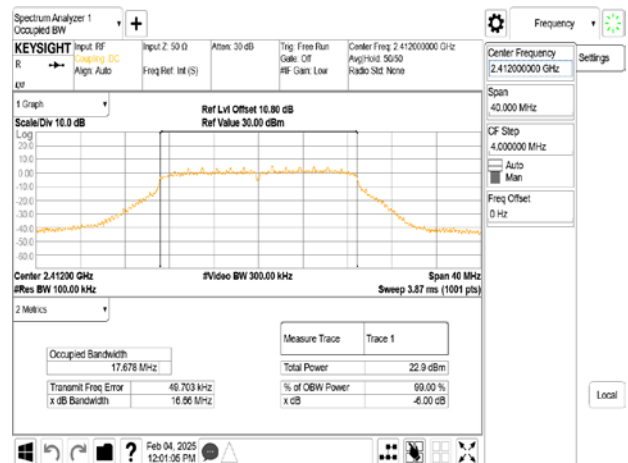 Spectrum Analyzer 1
Occupied BW
Frequency
KEYSIGHT
R
Input: RF
Coupling: DC
Align: Auto
Input Z: 50 Ω
Freq Ref: Int (S)
Atten: 30 dB
Trig: Free Run
Gate: Off
#IF Gain: Low
Center Freq: 2.412000000 GHz
Avg|Hold: 50/50
Radio Std: None
1 Graph
Scale/Div 10.0 dB
Ref Lvl Offset 10.80 dB
Ref Value 30.00 dBm
Log
20.0
10.0
0.00
-10.0
-20.0
-30.0
-40.0
-50.0
-60.0
Center 2.41200 GHz
#Res BW 100.00 kHz
#Video BW 300.00 kHz
Span 40 MHz
Sweep 3.87 ms (1001 pts)
2 Metrics
Occupied Bandwidth
17.678 MHz
Transmit Freq Error 49.703 kHz
x dB Bandwidth 16.66 MHz
Measure Trace Trace 1
Total Power 22.9 dBm
% of OBW Power 99.00 %
x dB -6.00 dB
Center Frequency
2.412000000 GHz
Span
40.000 MHz
CF Step
4.000000 MHz
Auto
Man
Freq Offset
0 Hz
Settings
Local
Feb 04, 2025
12:01:05 PM